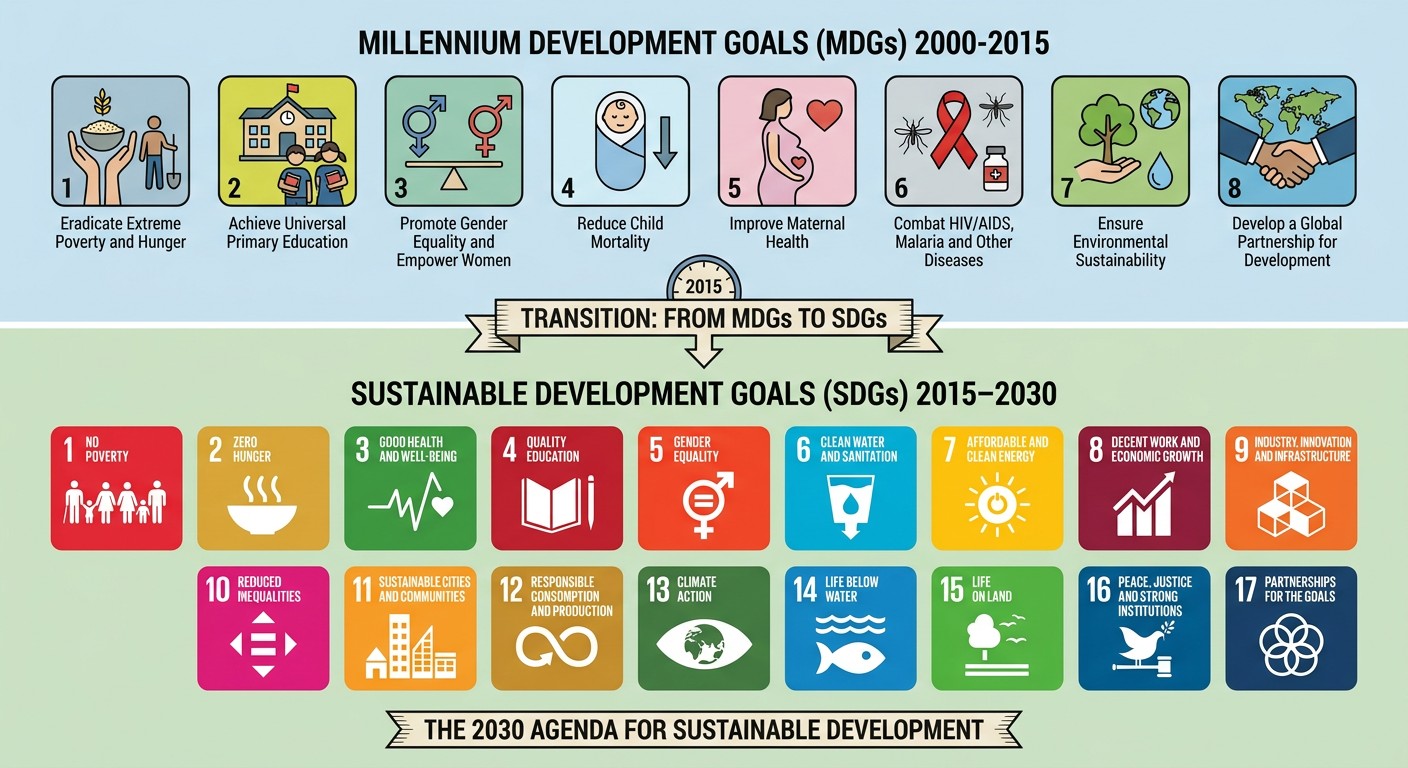 MILLENNIUM DEVELOPMENT GOALS (MDGs) 2000-2015
1
Eradicate Extreme
Poverty and Hunger
2
Achieve Universal
Primary Education
3
Promote Gender
Equality and
Empower Women
4
Reduce Child
Mortality
5
Improve Maternal
Health
6
Combat HIV/AIDS,
Malaria and Other
Diseases
7
Ensure
Environmental
Sustainability
8
Develop a Global
Partnership for
Development
2015
TRANSITION: FROM MDGs TO SDGs
SUSTAINABLE DEVELOPMENT GOALS (SDGs) 2015–2030
1 NO
POVERTY
2 ZERO
HUNGER
3 GOOD HEALTH
AND WELL-BEING
4 QUALITY
EDUCATION
5 GENDER
EQUALITY
6 CLEAN WATER
AND SANITATION
7 AFFORDABLE AND
CLEAN ENERGY
8 DECENT WORK AND
ECONOMIC GROWTH
9 INDUSTRY, INNOVATION
AND INFRASTRUCTURE
10 REDUCED
INEQUALITIES
11 SUSTAINABLE CITIES
AND COMMUNITIES
12 RESPONSIBLE
CONSOMPTION
AND PRODUCTION
13 CLIMATE
ACTION
14 LIFE BELOW
WATER
15 LIFE
ON LAND
16 PEACE, JUSTICE
AND STRONG
INSTITUTIONS
17 PARTNERSHIPS
FOR THE GOALS
THE 2030 AGENDA FOR SUSTAINABLE DEVELOPMENT